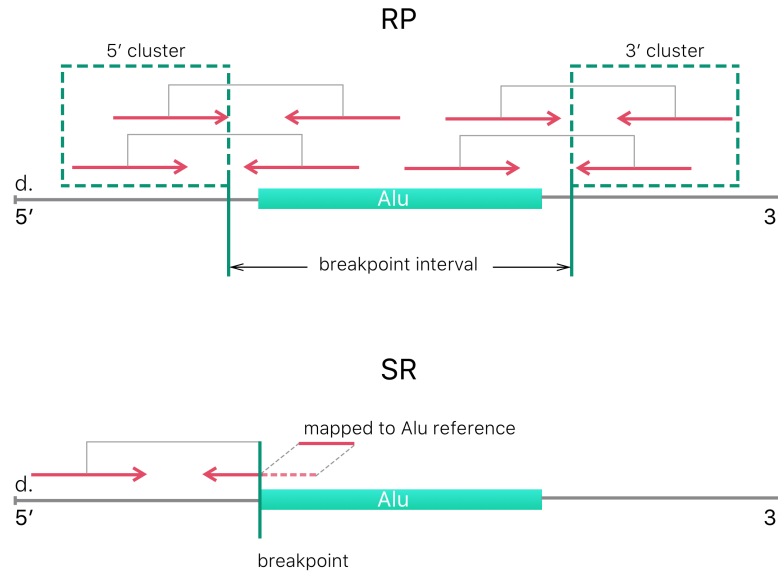 RP
5′ cluster
3′ cluster
d.
Alu
5′
3
breakpoint interval
SR
mapped to Alu reference
d.
Alu
5′
3
breakpoint